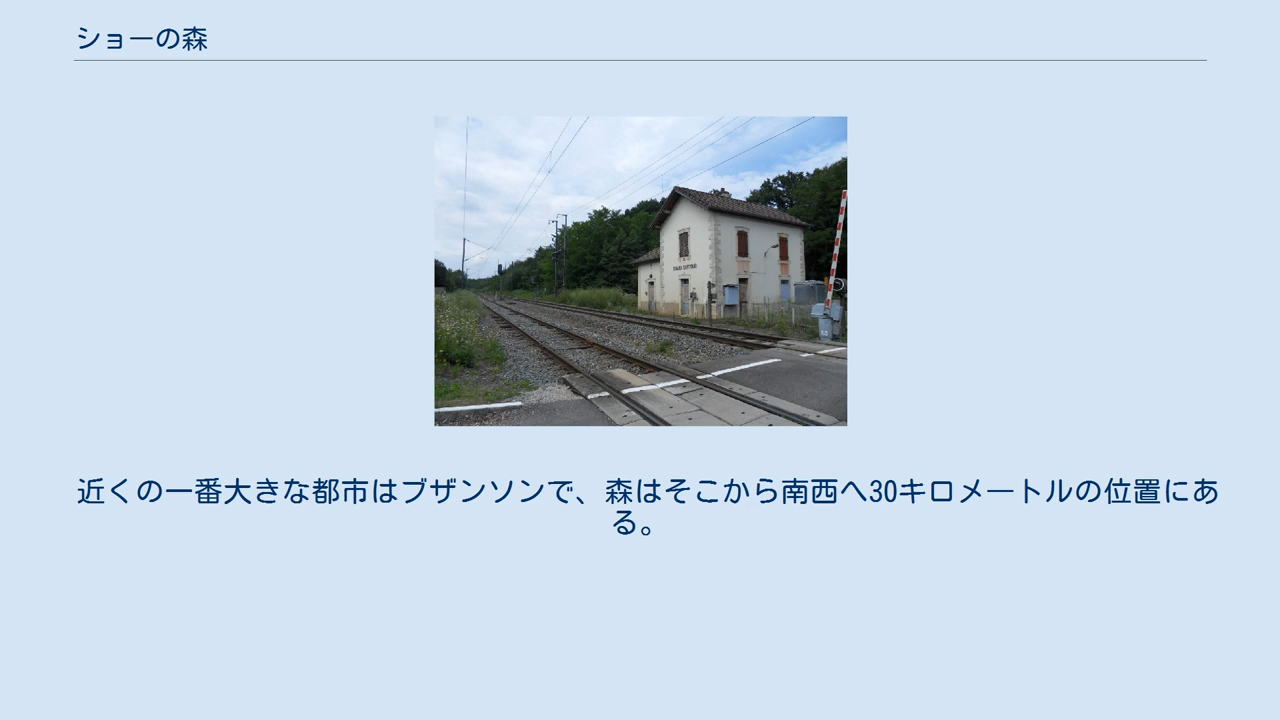 ショーの森
近くの一番大きな都市はブザンソンで、森はそこから南西へ30キロメートルの位置にあ
る。